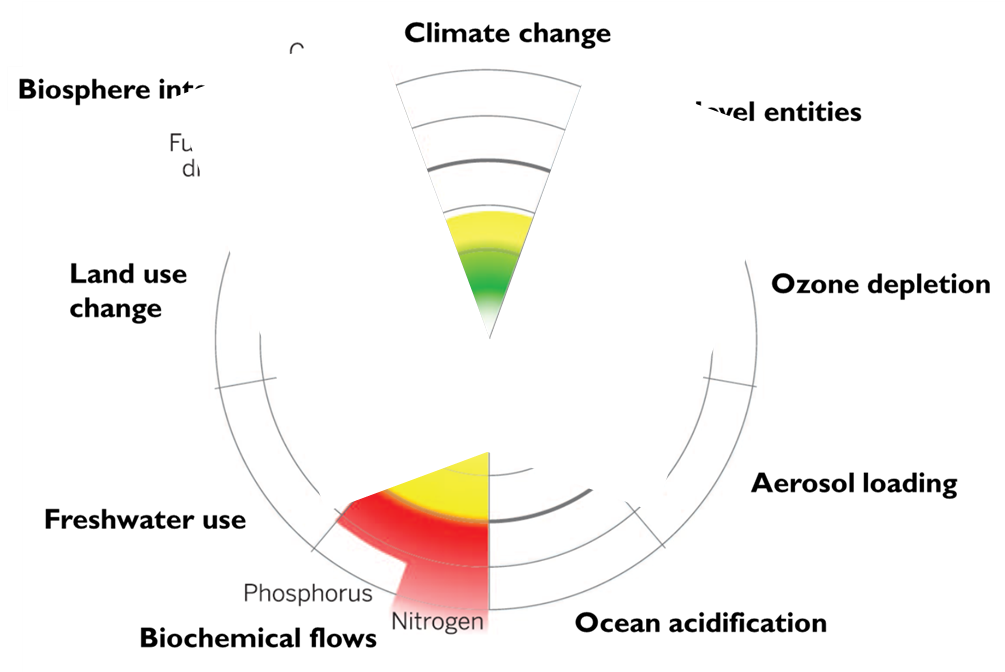 Climate change
Biosphere
level entities
Land use
change
Ozone depletion
Aerosol loading
Freshwater use
Phosphorus
Nitrogen
Ocean acidification
Biochemical flows